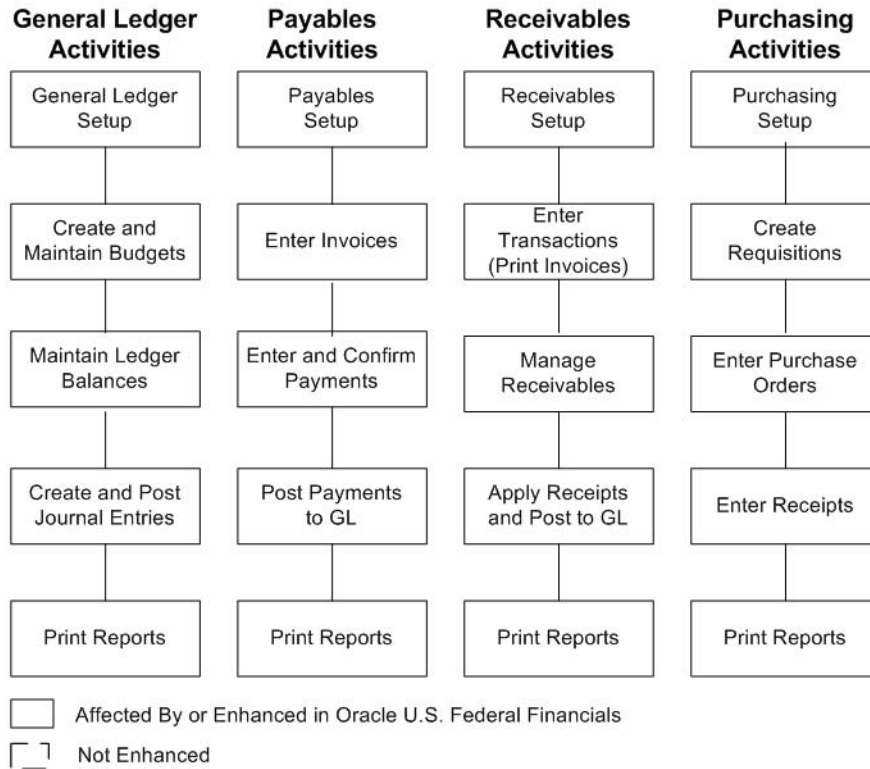 General Ledger
Activities
Payables
Activities
Receivables
Activities
Purchasing
Activities
General Ledger
Setup
Payables
Setup
Receivables
Setup
Purchasing
Setup
Create and
Maintain Budgets
Enter Invoices
Enter
Transactions
(Print Invoices)
Create
Requisitions
Maintain Ledger
Balances
Enter and Confirm
Payments
Manage
Receivables
Enter Purchase
Orders
Create and Post
Journal Entries
Post Payments
to GL
Apply Receipts
and Post to GL
Enter Receipts
Print Reports
Print Reports
Print Reports
Print Reports
Affected By or Enhanced in Oracle U.S. Federal Financials
Not Enhanced